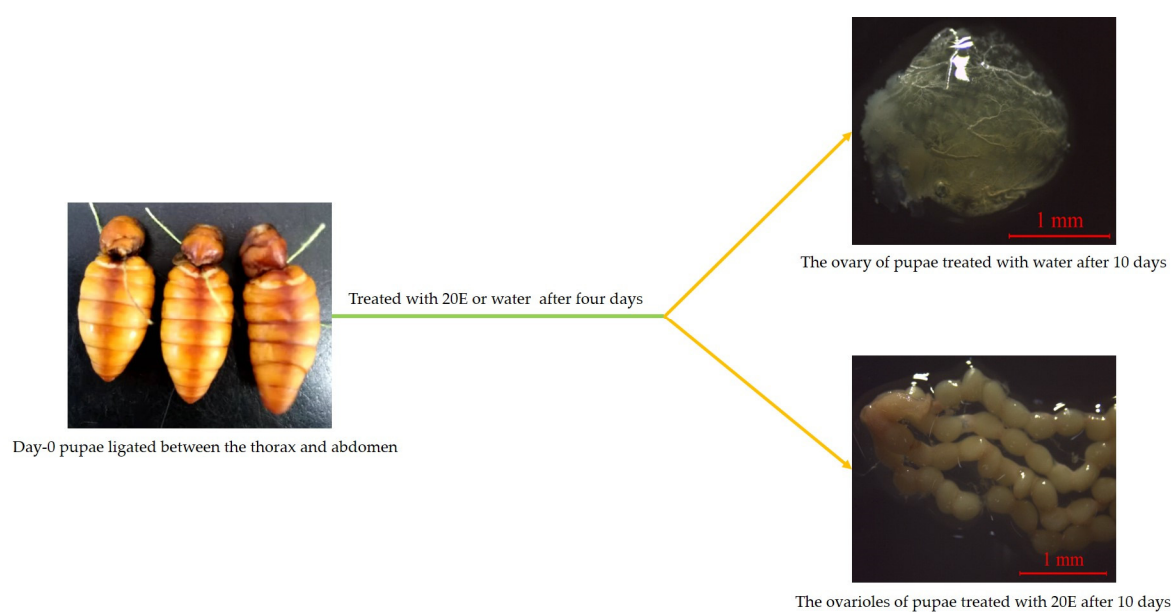 Day-0 pupae ligated between the thorax and abdomen
Treated with 20E or water after four days
1 mm
The ovary of pupae treated with water after 10 days
1 mm
The ovarioles of pupae treated with 20E after 10 days